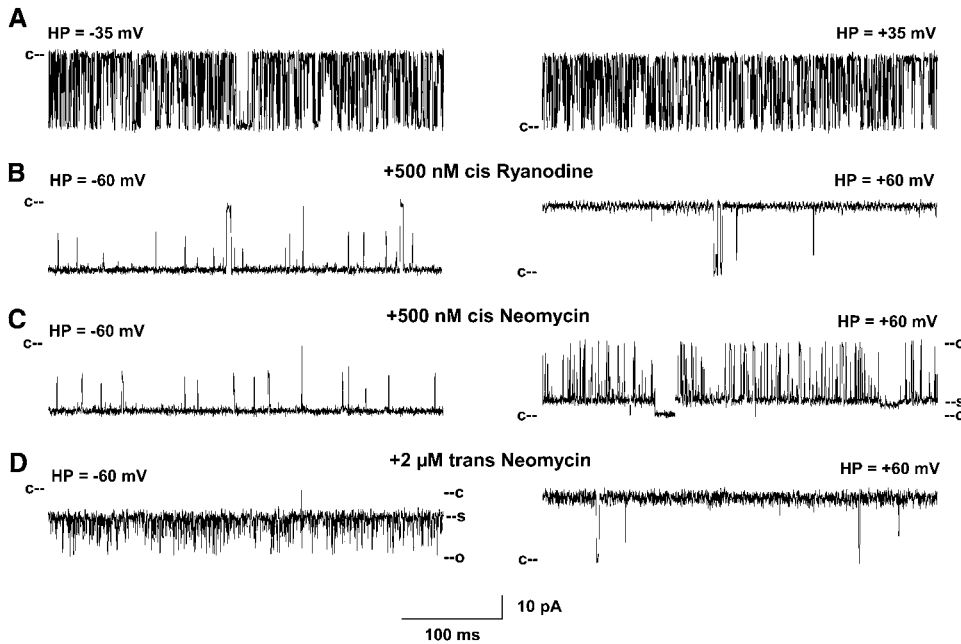 A
HP = -35 mV
HP = +35 mV
c--
c--
B
+500 nM cis Ryanodine
HP = -60 mV
HP = +60 mV
c--
c--
C
+500 nM cis Neomycin
HP = -60 mV
HP = +60 mV
c--
--o
--s
c--
--c
D
+2 µM trans Neomycin
HP = -60 mV
HP = +60 mV
c--
--c
--s
--o
c--
10 pA
100 ms